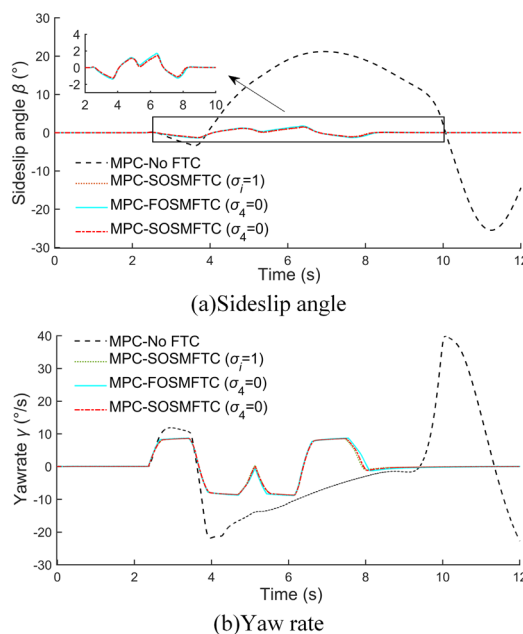 30
20
10
0
-10
-20
-30
Sideslip angle β (°)
4
2
0
-2
2 4 6 8 10
MPC-No FTC
MPC-SOSMFTC (σi=1)
MPC-FOSMFTC (σ4=0)
MPC-SOSMFTC (σ4=0)
0 2 4 6 8 10 12
Time (s)
(a)Sideslip angle
40
30
20
10
0
-10
-20
-30
Yawrate γ (°/s)
MPC-No FTC
MPC-SOSMFTC (σi=1)
MPC-FOSMFTC (σ4=0)
MPC-SOSMFTC (σ4=0)
0 2 4 6 8 10 12
Time (s)
(b)Yaw rate